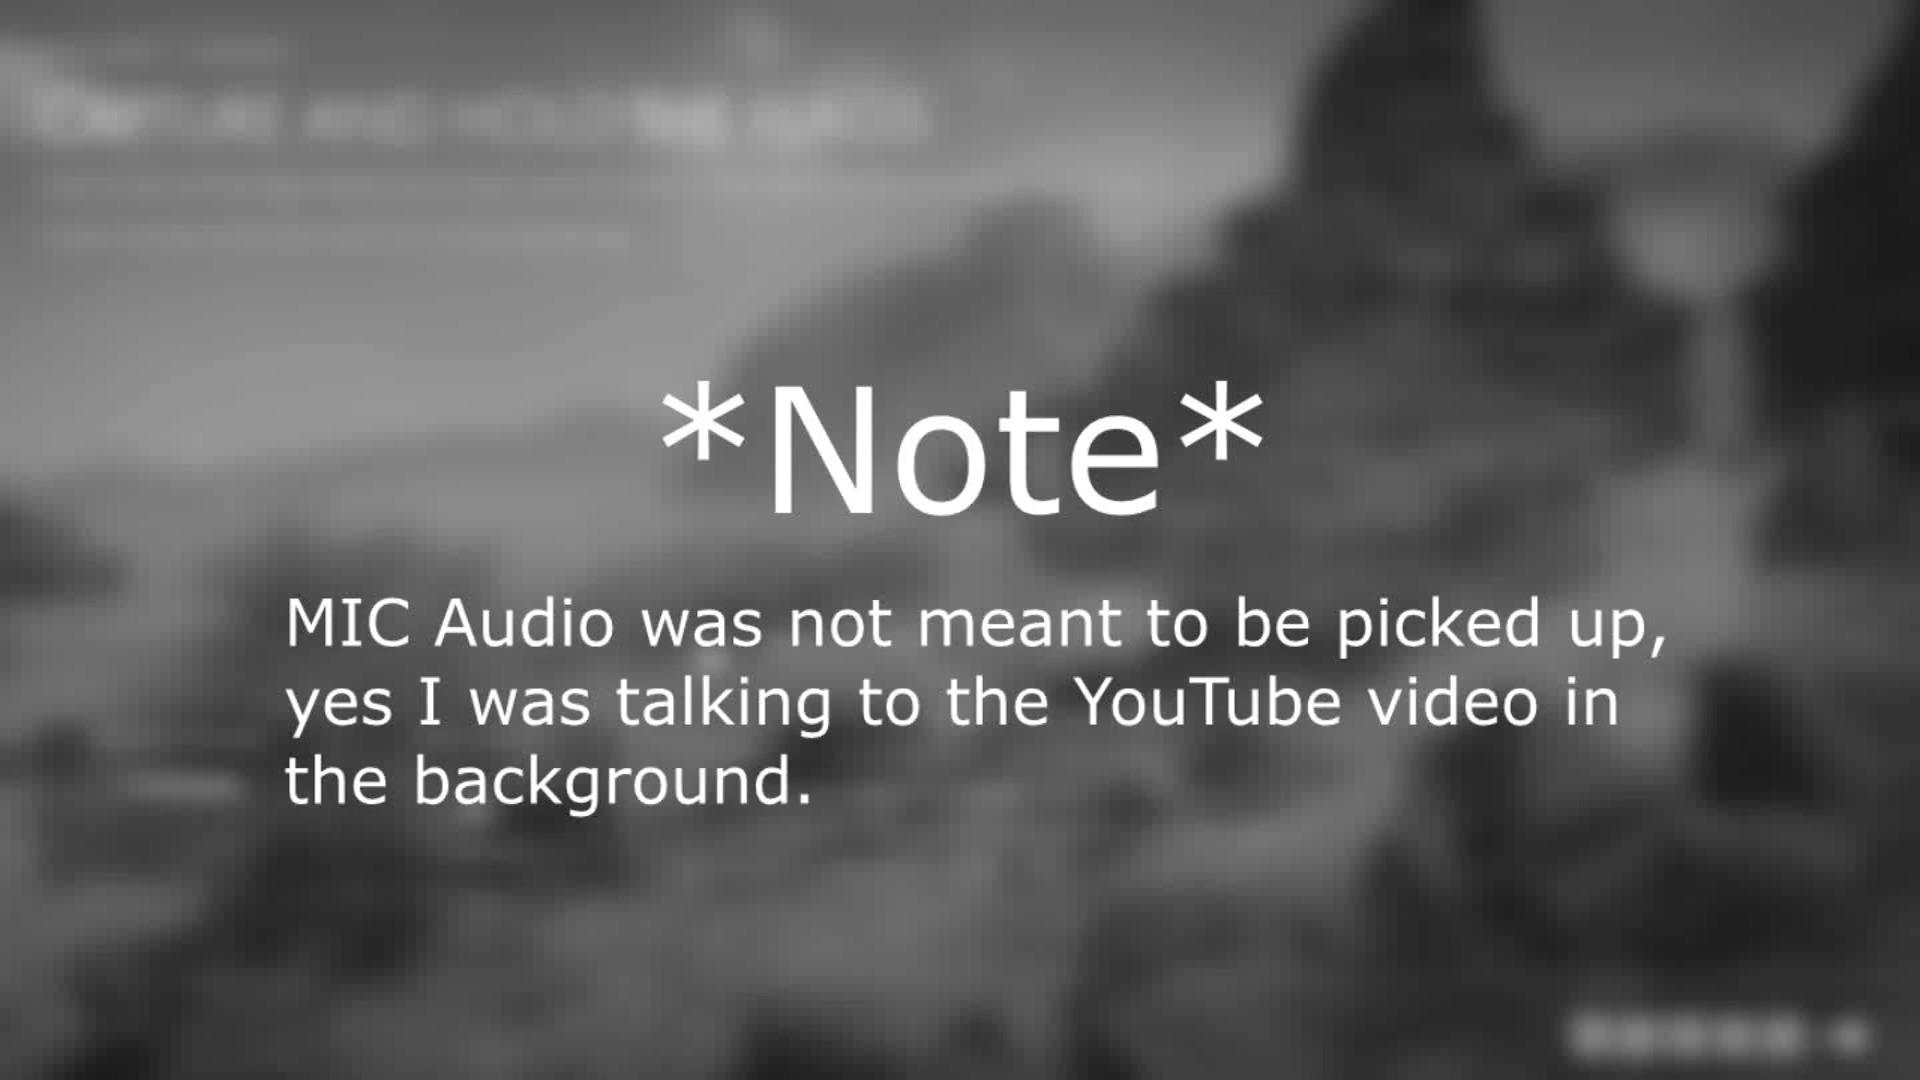 *Note*
MIC Audio was not meant to be picked up,
yes I was talking to the YouTube video in
the background.